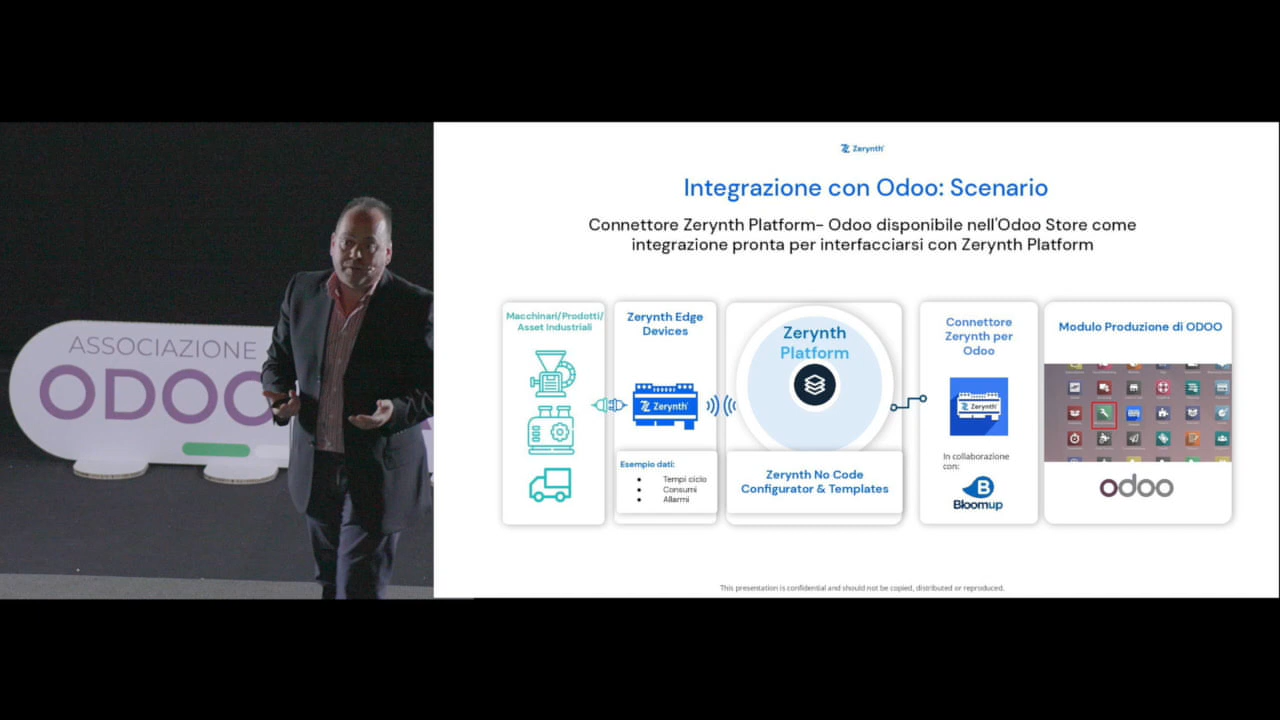 ASSOCIAZIONE
ODOO
Zerynth
Integrazione con Odoo: Scenario
Connettore Zerynth Platform- Odoo disponibile nell'Odoo Store come
integrazione pronta per interfacciarsi con Zerynth Platform
Macchinari/Prodotti/
Asset Industriali
Zerynth Edge
Devices
Zerynth
Esempio dati:
Tempi ciclo
Consumi
Allarmi
Zerynth
Platform
Zerynth No Code
Configurator & Templates
Connettore
Zerynth per
Odoo
Zerynth
In collaborazione
con:
Bloomup
Modulo Produzione di ODOO
odoo
This presentation is confidential and should not be copied, distributed or reproduced.